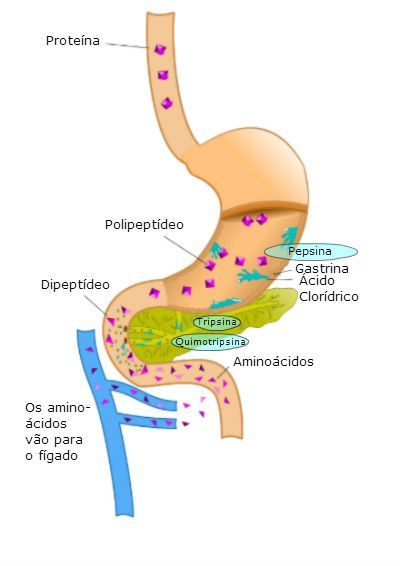 Proteína
Polipeptídeo
Pepsina
Gastrina
Ácido
Clorídrico
Dipeptídeo
Tripsina
Quimotripsina
Aminoácidos
Os amino-
ácidos
vão para
o fígado